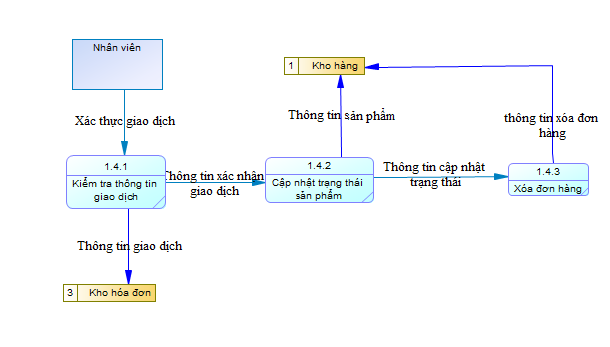 Nhân viên
1 Kho hàng
Xác thực giao dịch
Thông tin sản phẩm
thông tin xóa đơn
hàng
1.4.1
Kiểm tra thông tin
giao dịch
Thông tin xác nhận
giao dịch
1.4.2
Cập nhật trạng thái
sản phẩm
Thông tin cập nhật
trạng thái
1.4.3
Xóa đơn hàng
Thông tin giao dịch
3 Kho hóa đơn